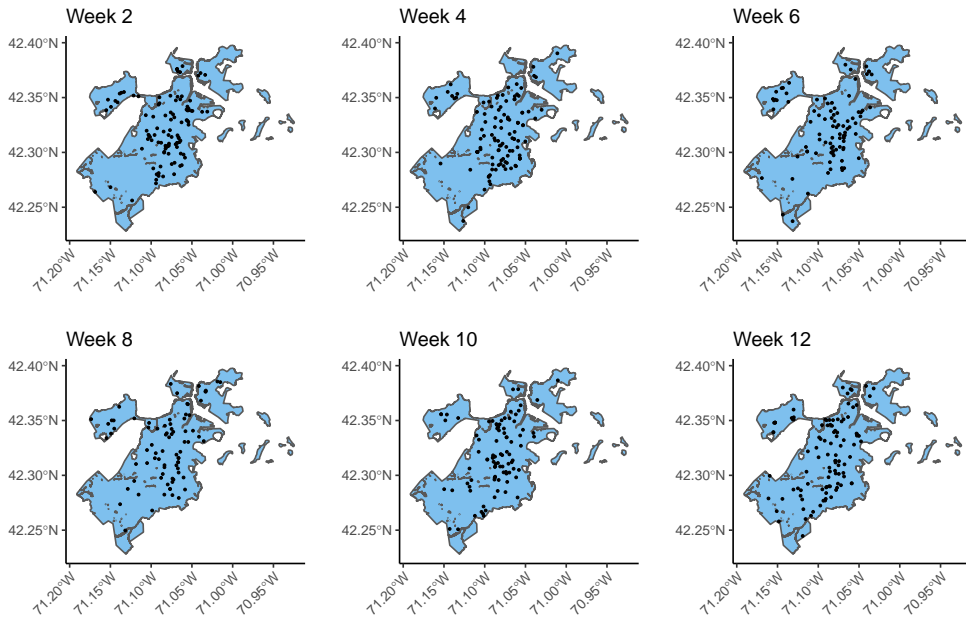 Week 2
42.40°N
42.35°N
42.30°N
42.25°N
71.20°W
71.15°W
71.10°W
71.05°W
71.00°W
70.95°W
Week 4
42.40°N
42.35°N
42.30°N
42.25°N
71.20°W
71.15°W
71.10°W
71.05°W
71.00°W
70.95°W
Week 6
42.40°N
42.35°N
42.30°N
42.25°N
71.20°W
71.15°W
71.10°W
71.05°W
71.00°W
70.95°W
Week 8
42.40°N
42.35°N
42.30°N
42.25°N
71.20°W
71.15°W
71.10°W
71.05°W
71.00°W
70.95°W
Week 10
42.40°N
42.35°N
42.30°N
42.25°N
71.20°W
71.15°W
71.10°W
71.05°W
71.00°W
70.95°W
Week 12
42.40°N
42.35°N
42.30°N
42.25°N
71.20°W
71.15°W
71.10°W
71.05°W
71.00°W
70.95°W